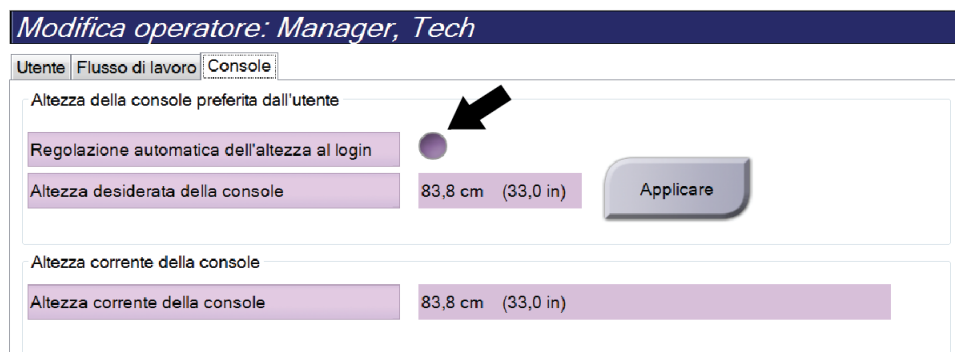 Modifica operatore: Manager, Tech
Utente Flusso di lavoro Console
Altezza della console preferita dall'utente
Regolazione automatica dell'altezza al login
Altezza desiderata della console 83,8 cm (33,0 in) Applicare
Altezza corrente della console
Altezza corrente della console 83,8 cm (33,0 in)